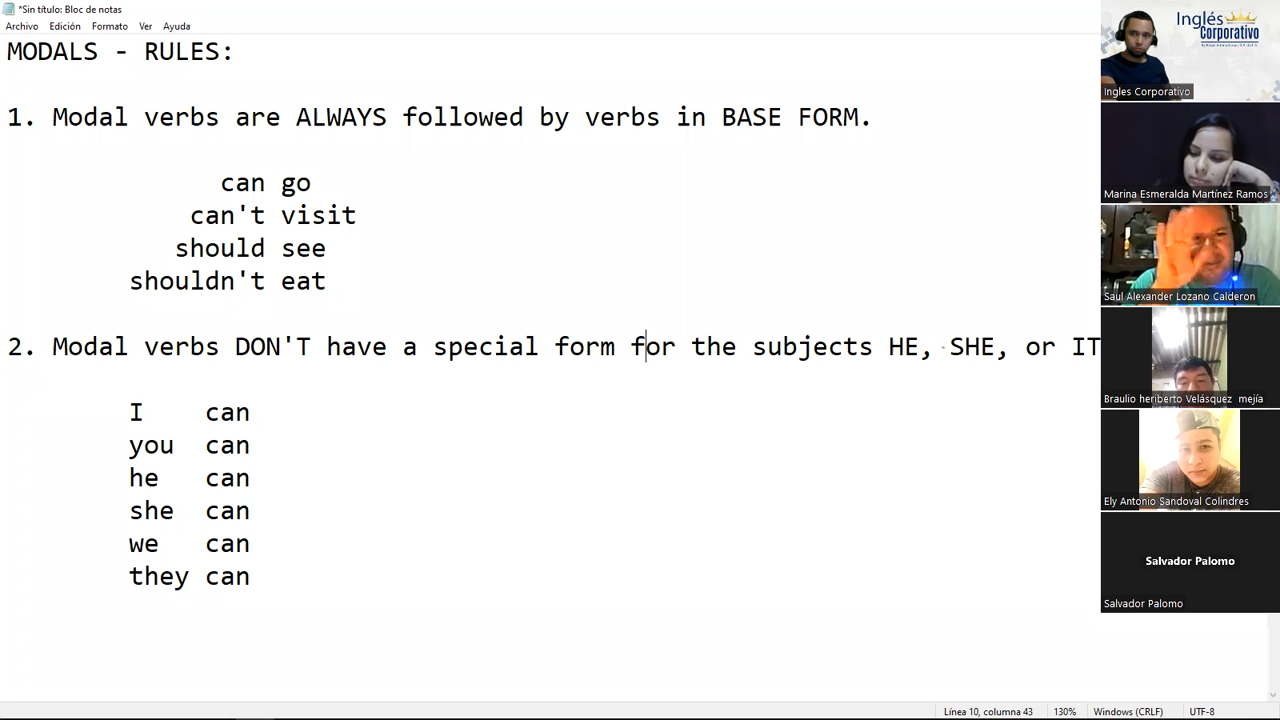 *Sin título: Bloc de notas
Archivo Edición Formato Ver Ayuda
MODALS - RULES:
1. Modal verbs are ALWAYS followed by verbs in BASE FORM.
can go
can't visit
should see
shouldn't eat
2. Modal verbs DON'T have a special form for the subjects HE, SHE, or IT
I can
you can
he can
she can
we can
they can
Línea 10, columna 43 130% Windows (CRLF) UTF-8
Inglés
Corporativo
Ingles Corporativo
Marina Esmeralda Martínez Ramos
Saul Alexander Lozano Calderon
Braulio heriberto Velásquez mejía
Ely Antonio Sandoval Colindres
Salvador Palomo
Salvador Palomo